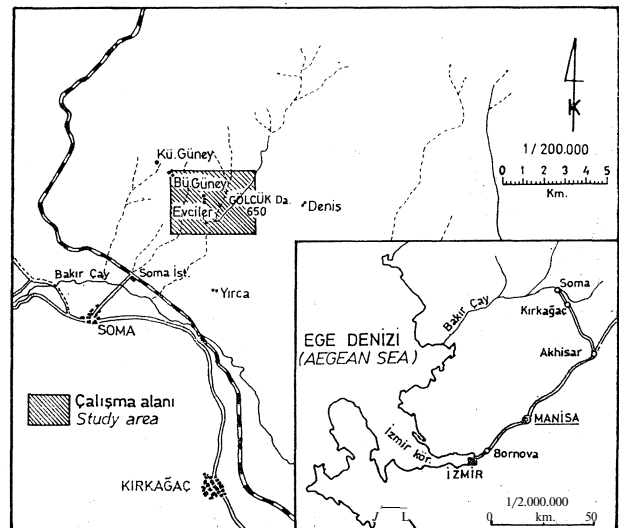 K
1/200.000
0 1 2 3 4 5
Km.
Kü. Güney
Bü. Güney
GÖLCÜK Da.
650
Evciler
Deniş
Bakır Çay
Soma İst.
Yırca
SOMA
Çalışma alanı
Study area
KIRKAĞAÇ
Soma
Kırkağaç
Bakır Çay
EGE DENİZİ
(AEGEAN SEA)
Akhisar
MANİSA
İzmir kör.
Bornova
İZMİR
1/2.000.000
0 km. 50